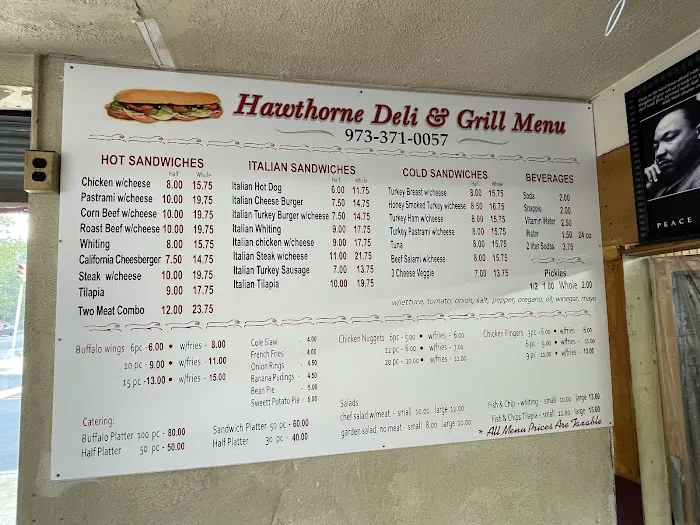 Hawthorne Deli & Grill Menu
973-371-0057
HOT SANDWICHES
Half Whole
Chicken w/cheese 8.00 15.75
Pastrami w/cheese 10.00 19.75
Corn Beef w/cheese 10.00 19.75
Roast Beef w/cheese 10.00 19.75
Whiting 8.00 15.75
California Cheesberger 7.50 14.75
Steak w/cheese 10.00 19.75
Tilapia 9.00 17.75
Two Meat Combo 12.00 23.75
ITALIAN SANDWICHES
Half Whole
Italian Hot Dog 6.00 11.75
Italian Cheese Burger 7.50 14.75
Italian Turkey Burger w/cheese 7.50 14.75
Italian Whiting 9.00 17.75
Italian chicken w/cheese 9.00 17.75
Italian Steak w/cheese 11.00 21.75
Italian Turkey Sausage 7.00 13.75
Italian Tilapia 10.00 19.75
COLD SANDWICHES
Half Whole
Turkey Breast w/cheese 8.00 15.75
Honey Smoked Turkey w/cheese 8.50 16.75
Turkey Ham w/cheese 8.00 15.75
Turkey Pastrami w/cheese 8.00 15.75
Tuna 8.00 15.75
Beef Salami w/cheese 8.00 15.75
3 Cheese Veggie 7.00 13.75
BEVERAGES
Soda 2.00
Snapple 2.00
Vitamin Water 2.50
Water 1.50 24 oz
2 liter Sodas 3.75
Pickles
1/2 1.00 Whole 2.00
w/lettuce, tomato, onion, salt, pepper, oregano, oil, winegar, mayo
Buffalo wings 6pc -6.00 • w/fries - 8.00
10 pc - 9.00 • w/fries -11.00
15 pc -13.00 • w/fries - 15.00
Cole Slaw - 4.00
French Fries - 4.00
Onion Rings - 4.50
Banana Pudings - 4.50
Bean Pie - 5.00
Sweett Potato Pie - 5.00
Chicken Nuggets 6pc - 5.00 • w/fries - 6.00
12 pc - 6.00 • w/fries - 7.00
20 pc - 10.00 • w/fries - 11.00
Chicken Fingers 3pc - 6.00 • w/fries - 8.00
6 pc - 9.00 • w/fries - 11.00
9 pc - 11.00 • w/fries - 13.00
Catering:
Buffalo Platter 100 pc - 80.00
Half Platter 50 pc - 50.00
Sandwich Platter 50 pc - 60.00
Half Platter 30 pc - 40.00
Salads
chef salad w/meat - small 10.00 large 12.00
garden salad, no meat - small 8.00 large 10.00
Fish & Chip - whiting - small 10.00 large 13.00
Fish & Chips Tilapia - small 12.00 large 15.00
* All Menu Prices Are Taxable
PEACE